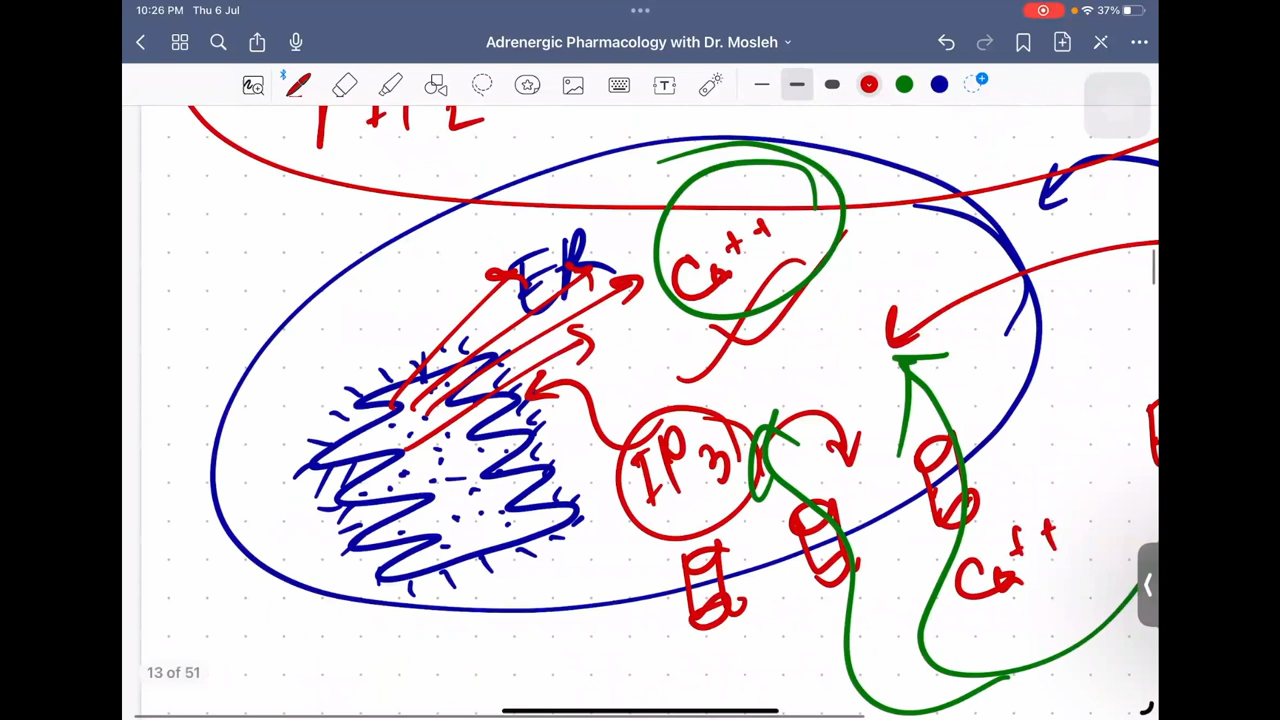 10:26 PM Thu 6 Jul
37%
Adrenergic Pharmacology with Dr. Mosleh
T
ER
Ca++
IP3
Ca++
13 of 51